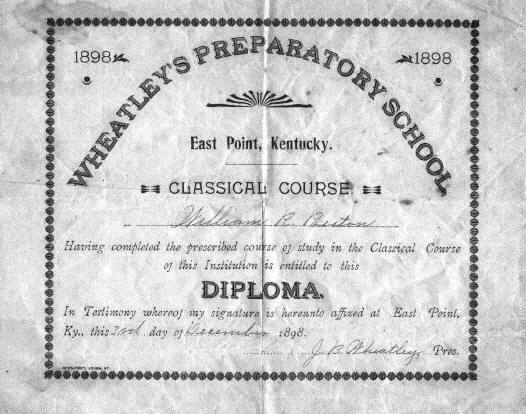 1898 1898
WHEATLEY'S PREPARATORY SCHOOL
East Point, Kentucky.
CLASSICAL COURSE
William R. Beston
Having completed the prescribed course of study in the Classical Course
of this Institution is entitled to this
DIPLOMA.
In Testimony whereof my signature is hereunto affixed at East Point,
Ky., this 2nd day of December 1898.
J. B. Wheatley, Pres.